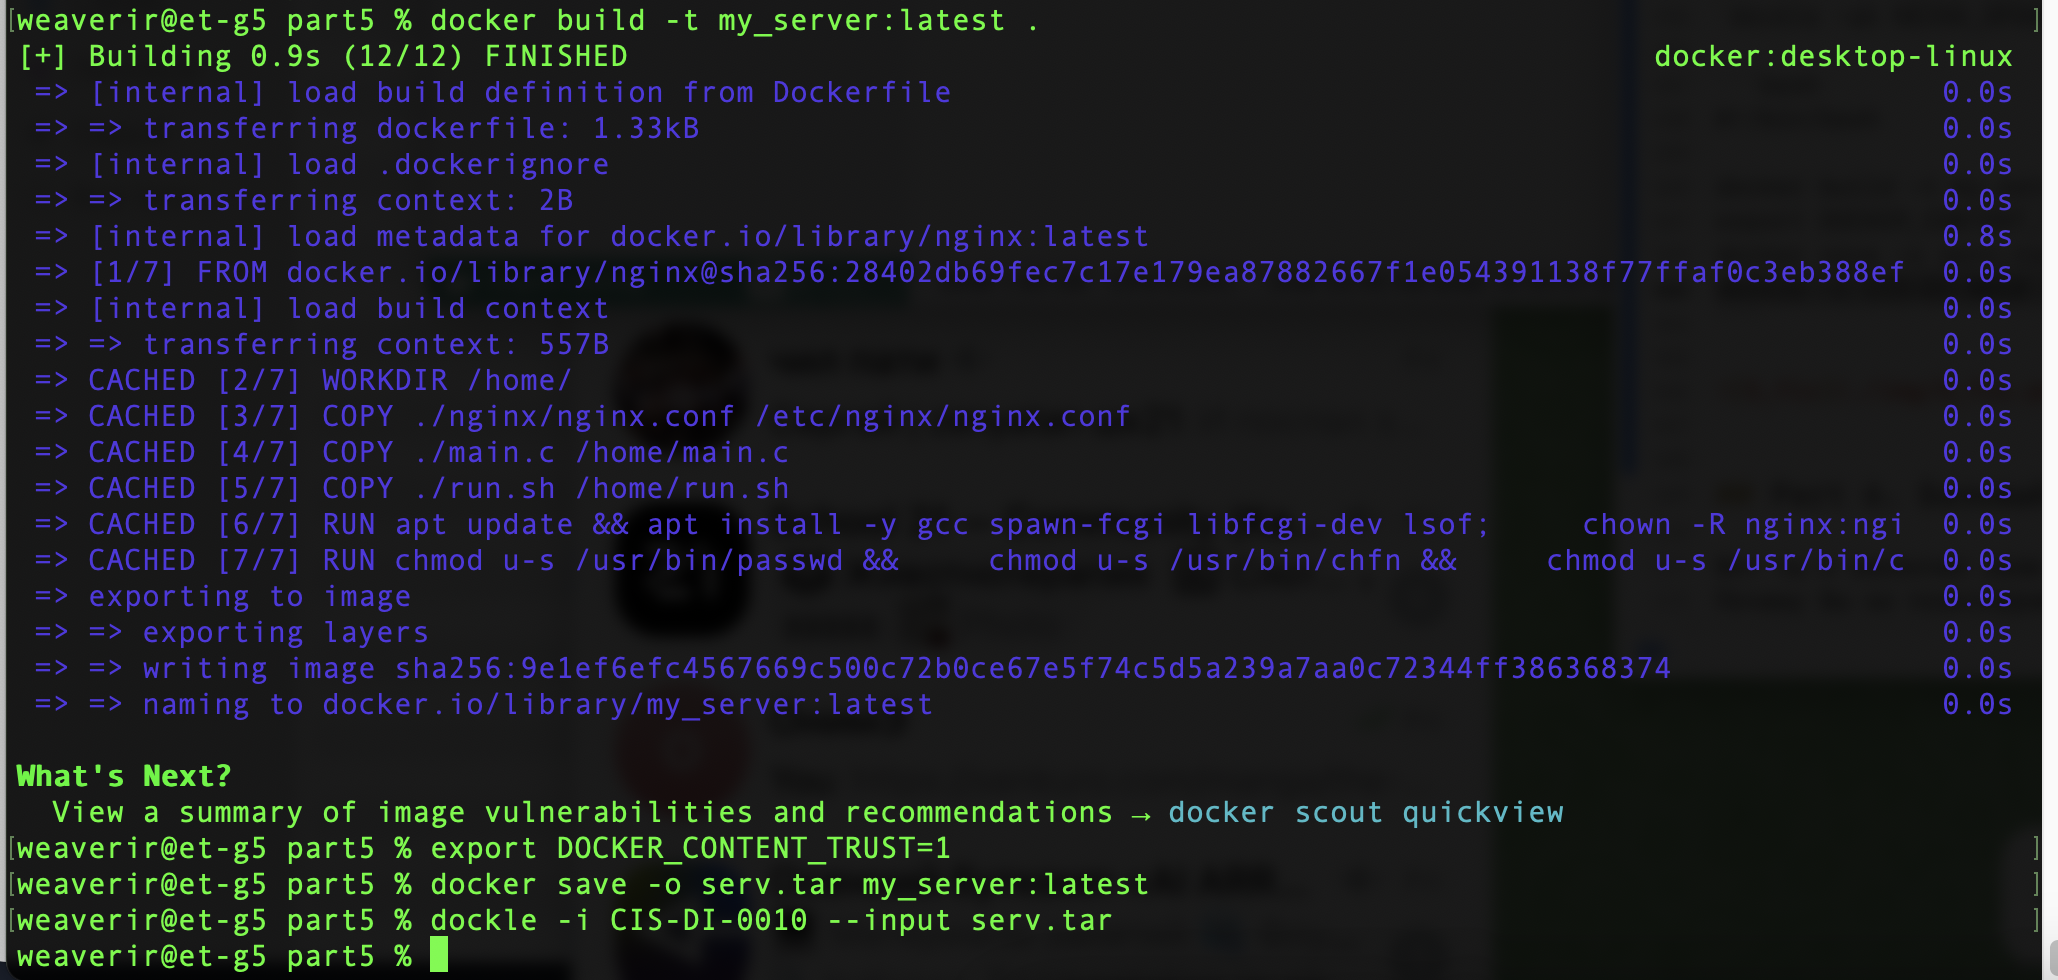 [weaverir@et-g5 part5 % docker build -t my_server:latest . ]
[+] Building 0.9s (12/12) FINISHED docker:desktop-linux
=> [internal] load build definition from Dockerfile 0.0s
=> => transferring dockerfile: 1.33kB 0.0s
=> [internal] load .dockerignore 0.0s
=> => transferring context: 2B 0.0s
=> [internal] load metadata for docker.io/library/nginx:latest 0.8s
=> [1/7] FROM docker.io/library/nginx@sha256:28402db69fec7c17e179ea87882667f1e054391138f77ffaf0c3eb388ef 0.0s
=> [internal] load build context 0.0s
=> => transferring context: 557B 0.0s
=> CACHED [2/7] WORKDIR /home/ 0.0s
=> CACHED [3/7] COPY ./nginx/nginx.conf /etc/nginx/nginx.conf 0.0s
=> CACHED [4/7] COPY ./main.c /home/main.c 0.0s
=> CACHED [5/7] COPY ./run.sh /home/run.sh 0.0s
=> CACHED [6/7] RUN apt update && apt install -y gcc spawn-fcgi libfcgi-dev lsof; chown -R nginx:ngi 0.0s
=> CACHED [7/7] RUN chmod u-s /usr/bin/passwd && chmod u-s /usr/bin/chfn && chmod u-s /usr/bin/c 0.0s
=> exporting to image 0.0s
=> => exporting layers 0.0s
=> => writing image sha256:9e1ef6efc4567669c500c72b0ce67e5f74c5d5a239a7aa0c72344ff386368374 0.0s
=> => naming to docker.io/library/my_server:latest 0.0s
What's Next?
View a summary of image vulnerabilities and recommendations → docker scout quickview
[weaverir@et-g5 part5 % export DOCKER_CONTENT_TRUST=1 ]
[weaverir@et-g5 part5 % docker save -o serv.tar my_server:latest ]
[weaverir@et-g5 part5 % dockle -i CIS-DI-0010 --input serv.tar ]
weaverir@et-g5 part5 %